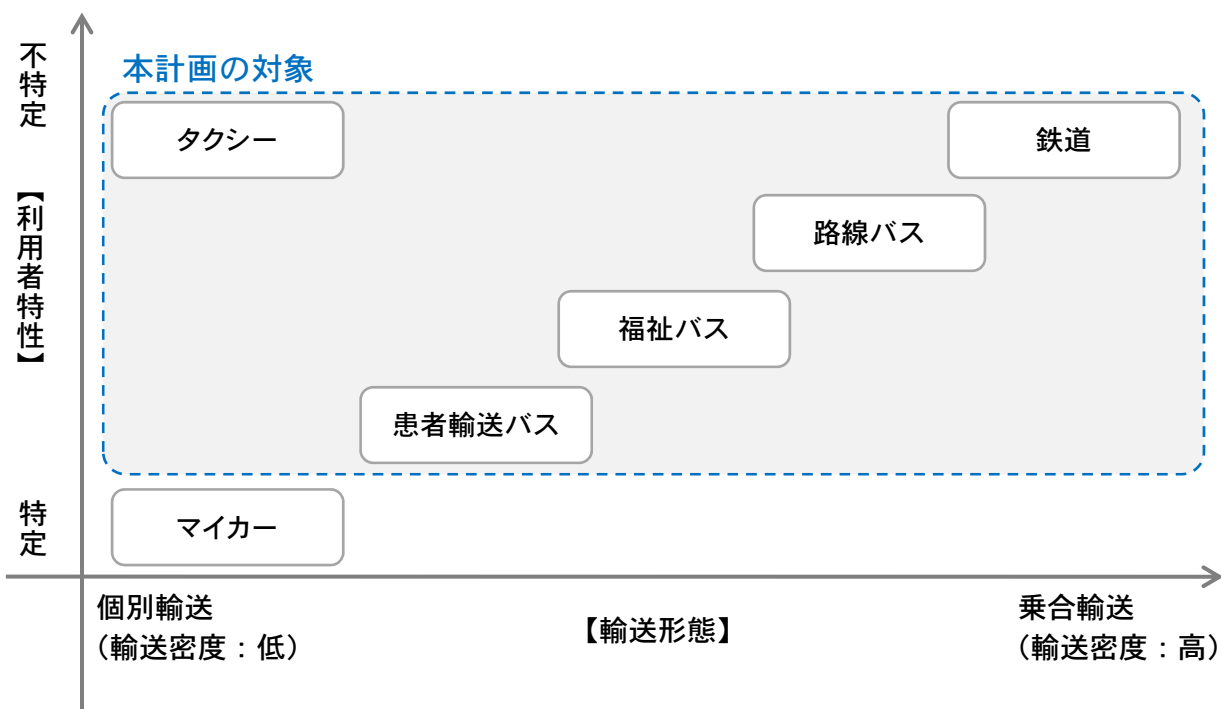 不特定
本計画の対象
タクシー
鉄道
【利用者特性】
路線バス
福祉バス
患者輸送バス
特定
マイカー
個別輸送
（輸送密度：低）
【輸送形態】
乗合輸送
（輸送密度：高）